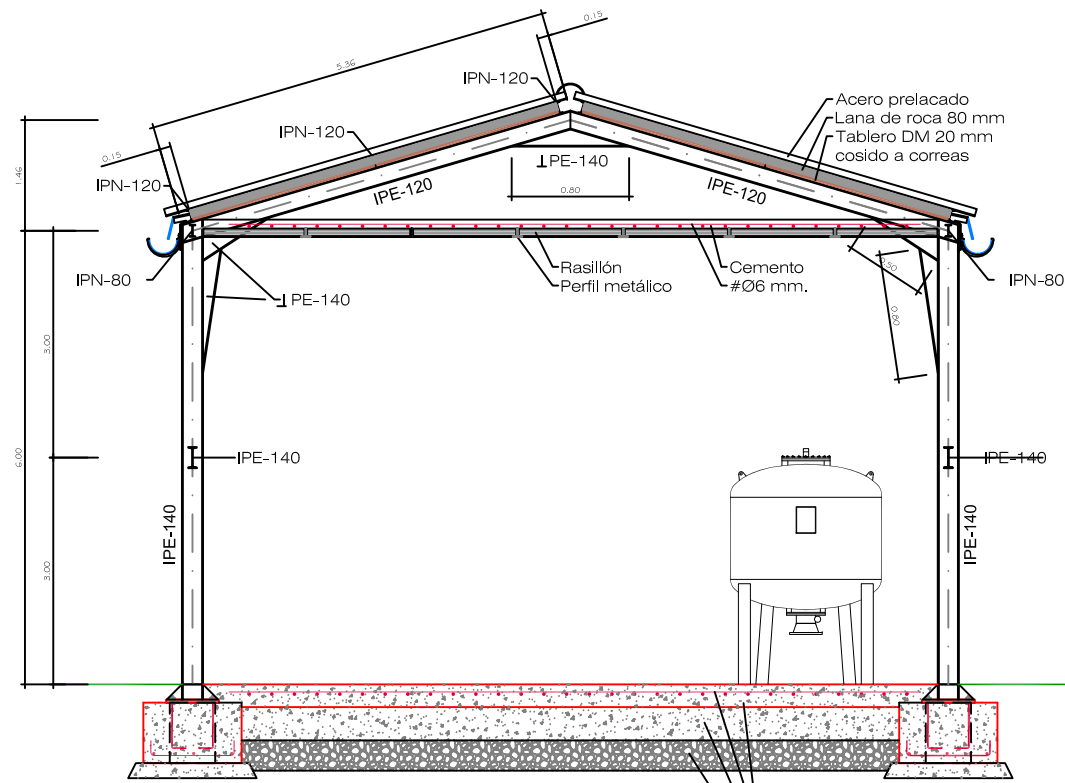 0.15
5.36
IPN-120
Acero prelacado
Lana de roca 80 mm
Tablero DM 20 mm
cosido a correas
IPN-120
⊥PE-140
0.15
1.46
IPN-120
IPE-120
0.80
IPE-120
IPN-80
Rasillón
Perfil metálico
Cemento
#Ø6 mm.
0.50
IPN-80
⊥PE-140
0.80
3.00
6.00
IPE-140
IPE-140
IPE-140
IPE-140
3.00